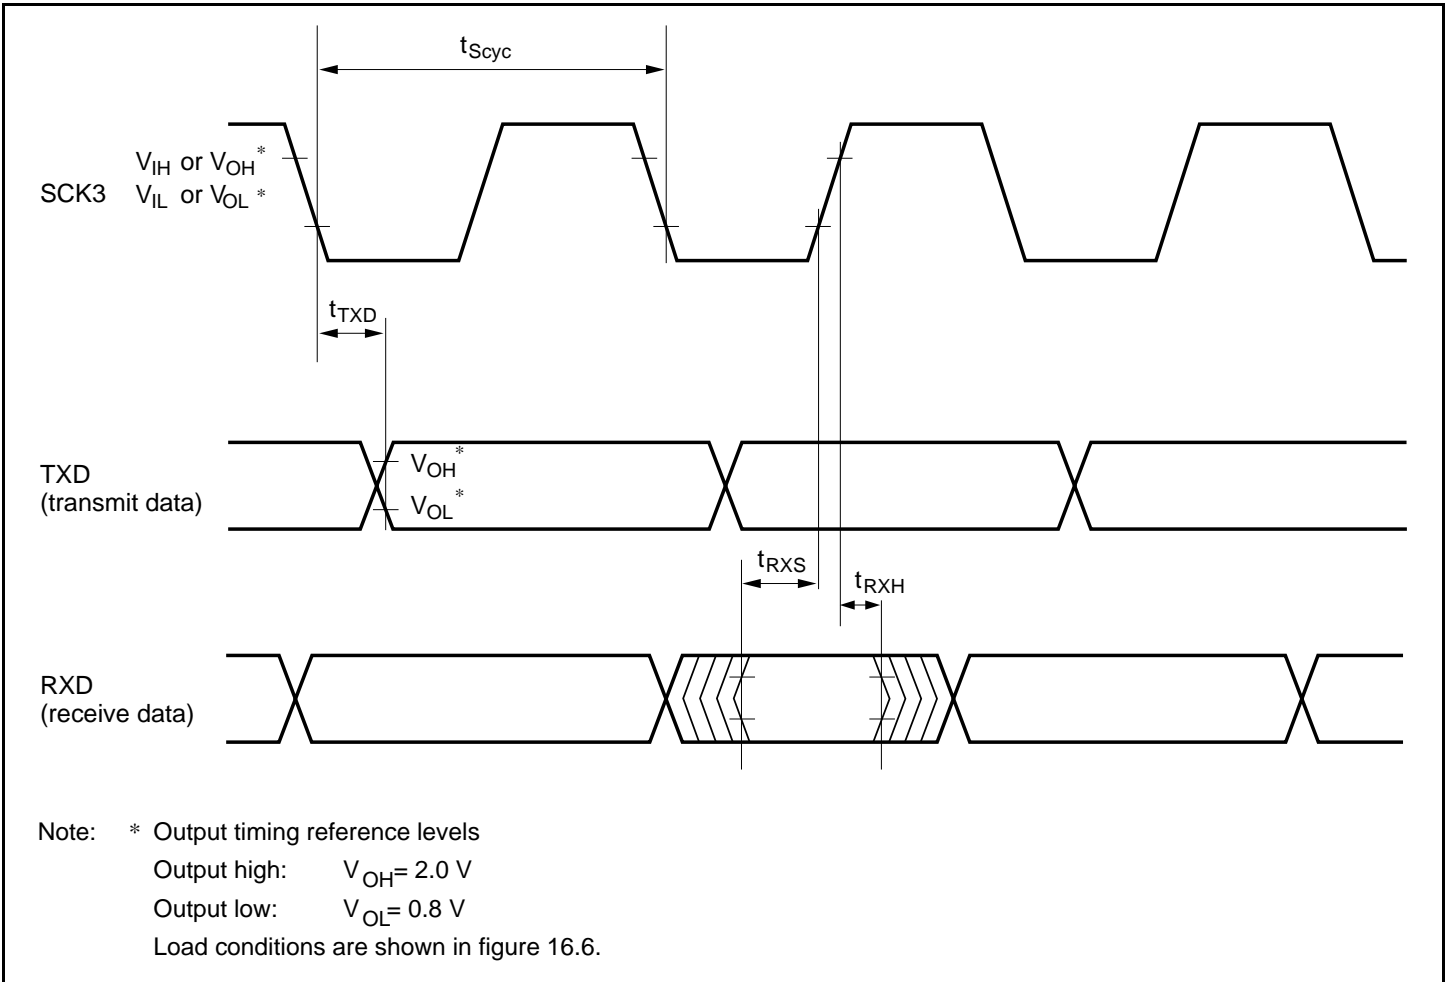 tScyc
VIH or VOH*
SCK3 VIL or VOL*
tTXD
VOH*
TXD
(transmit data)
VOL*
tRXS
tRXH
RXD
(receive data)
Note: * Output timing reference levels
Output high: VOH= 2.0 V
Output low: VOL= 0.8 V
Load conditions are shown in figure 16.6.